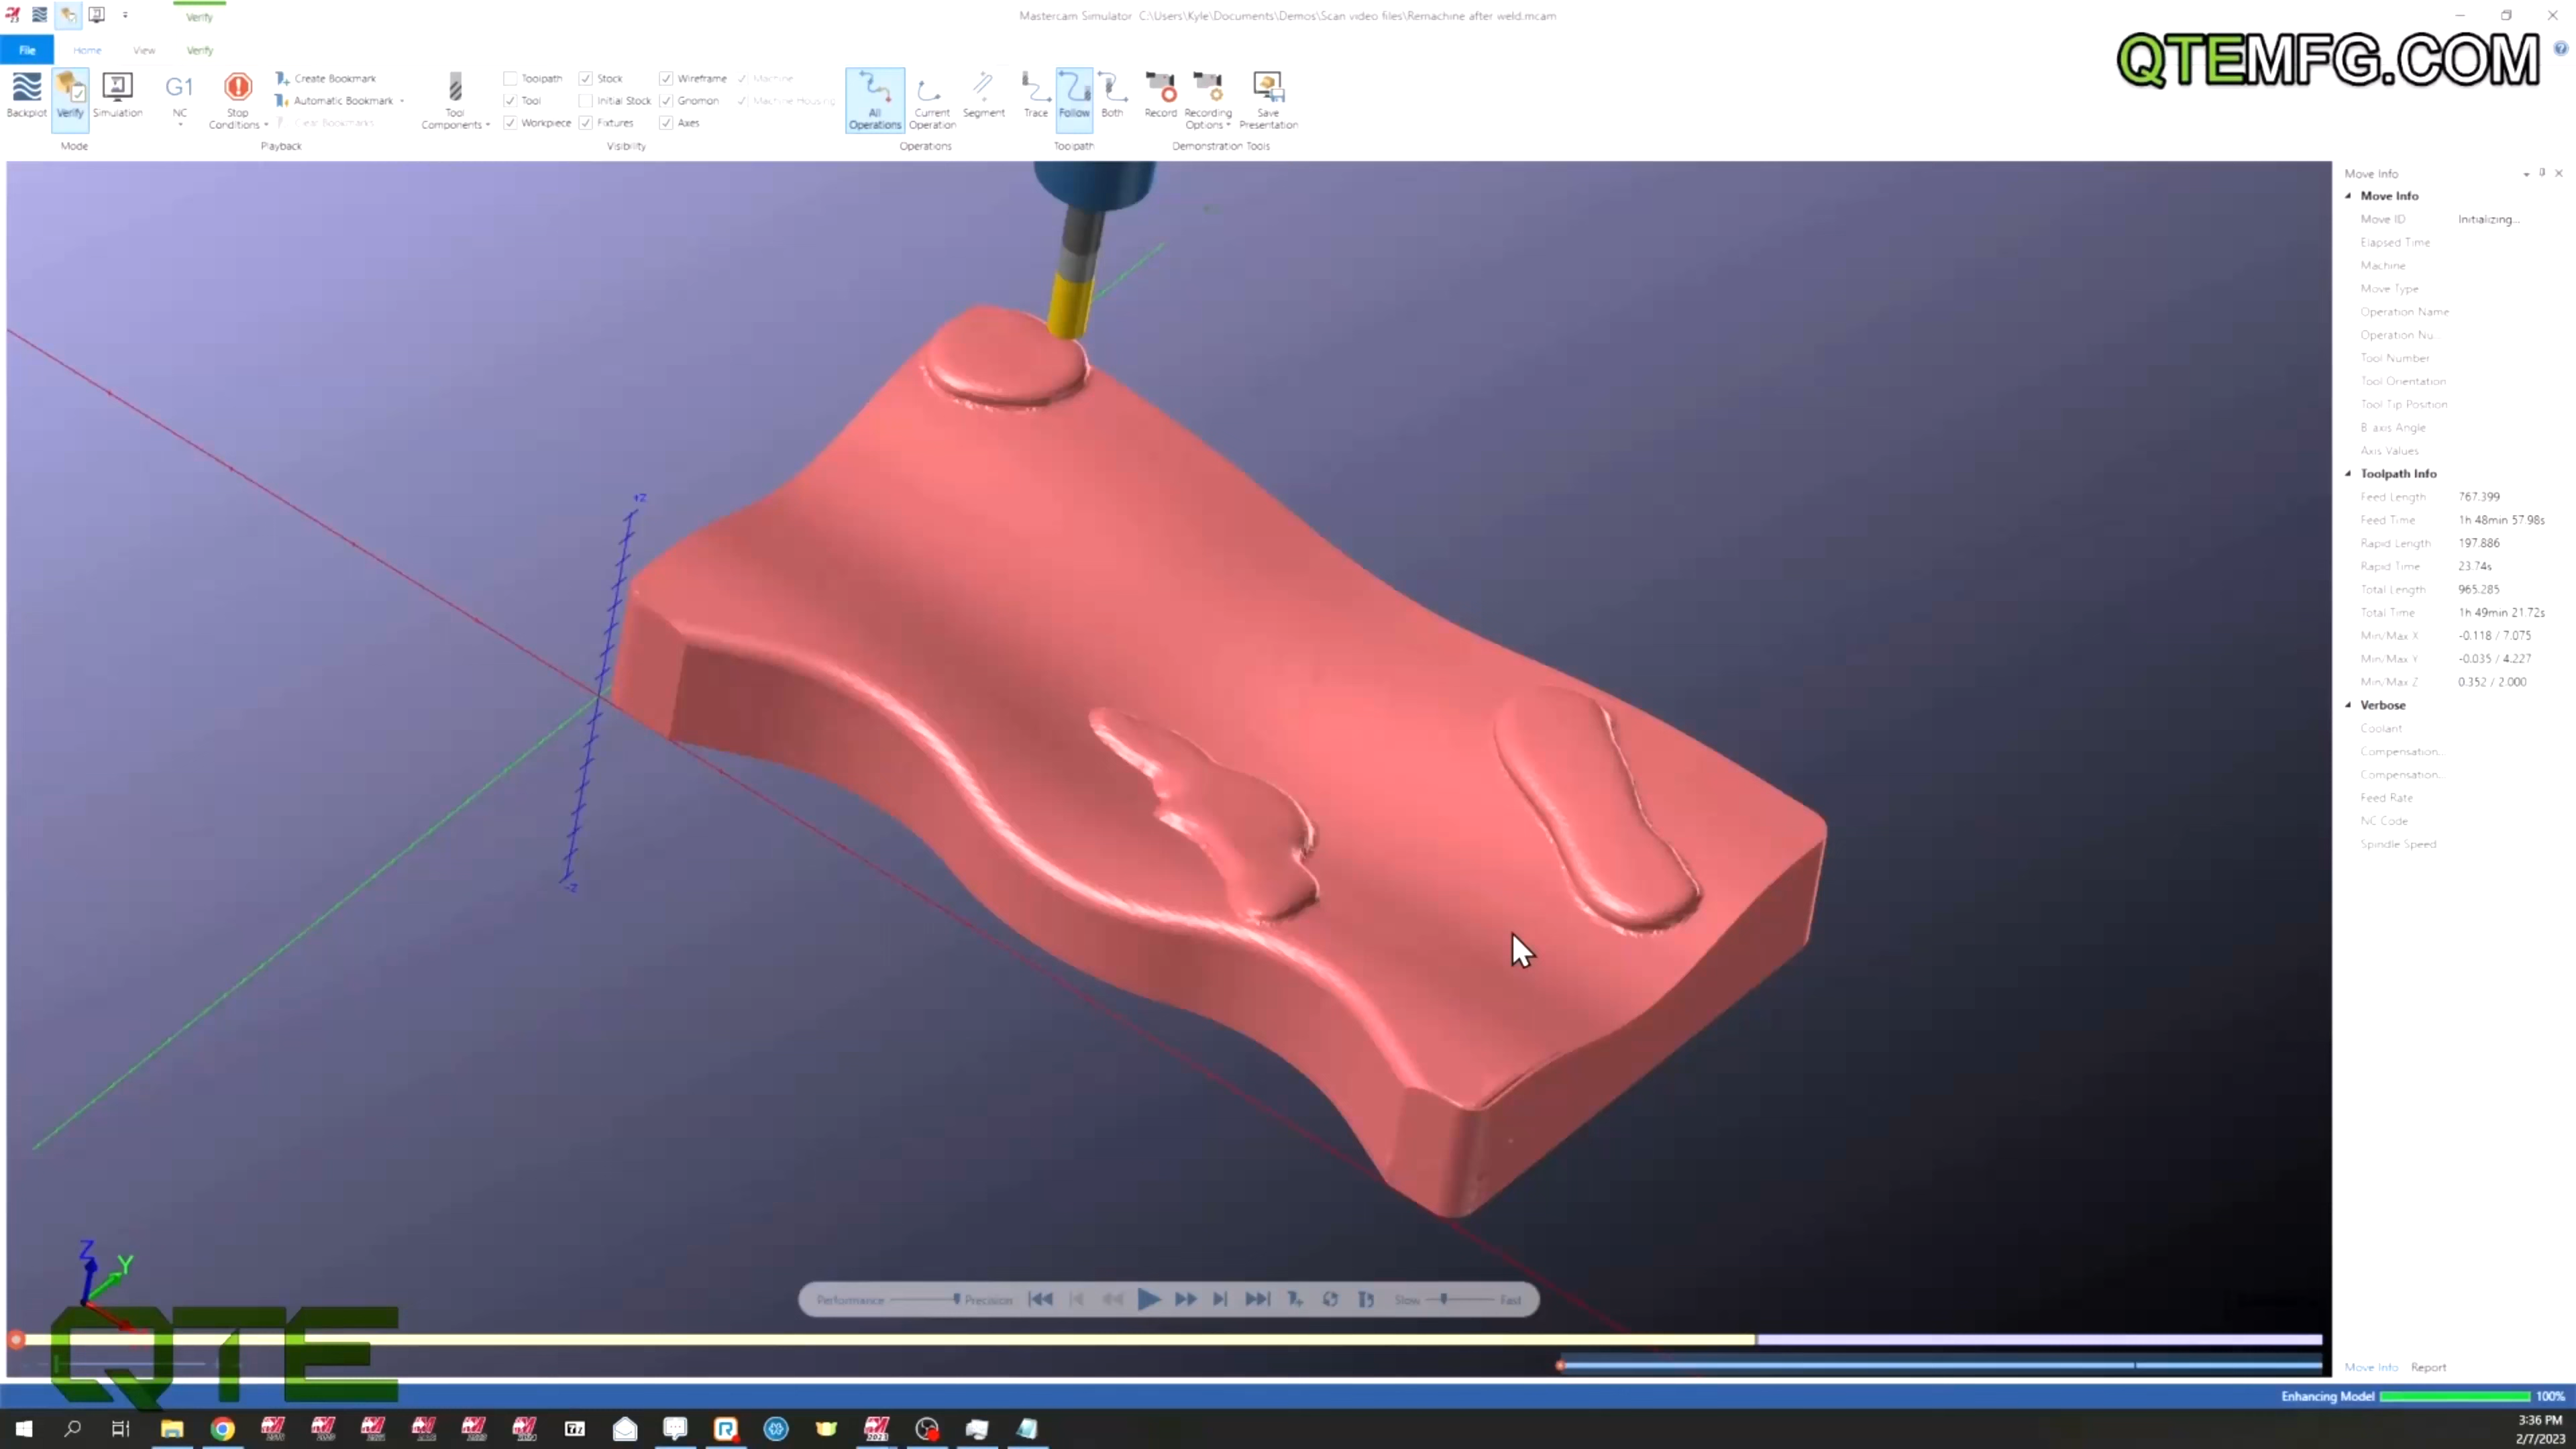 Verify
Mastercam Simulator C:\Users\Kyle\Documents\Demos\Scan video files\Remachine after weld.mcam
QTEMFG.COM
File Home View Verify
Backplot Verify Simulation
Mode
G1
NC
Stop Conditions
Create Bookmark
Automatic Bookmark
Clear Bookmarks
Playback
Tool Components
Toolpath Stock Wireframe Machine
Tool Initial Stock Gnomon Machine Housing
Workpiece Fixtures Axes
Visibility
All Operations
Current Operation
Segment
Operations
Trace Follow Both
Toolpath
Record
Recording Options
Save Presentation
Demonstration Tools
Move Info
Move Info
Move ID Initializing...
Elapsed Time
Machine
Move Type
Operation Name
Operation Nu
Tool Number
Tool Orientation
Tool Tip Position
B axis Angle
Axis Values
Toolpath Info
Feed Length 767.399
Feed Time 1h 48min 57.98s
Rapid Length 197.886
Rapid Time 23.74s
Total Length 965.285
Total Time 1h 49min 21.72s
Min/Max X -0.118 / 7.075
Min/Max Y -0.035 / 4.227
Min/Max Z 0.352 / 2.000
Verbose
Coolant
Compensation...
Compensation...
Feed Rate
NC Code
Spindle Speed
+Z
-Z
Z
Y
Performance Precision Slow Fast
QTE
Move Info Report
Enhancing Model 100%
3:36 PM
2/7/2023